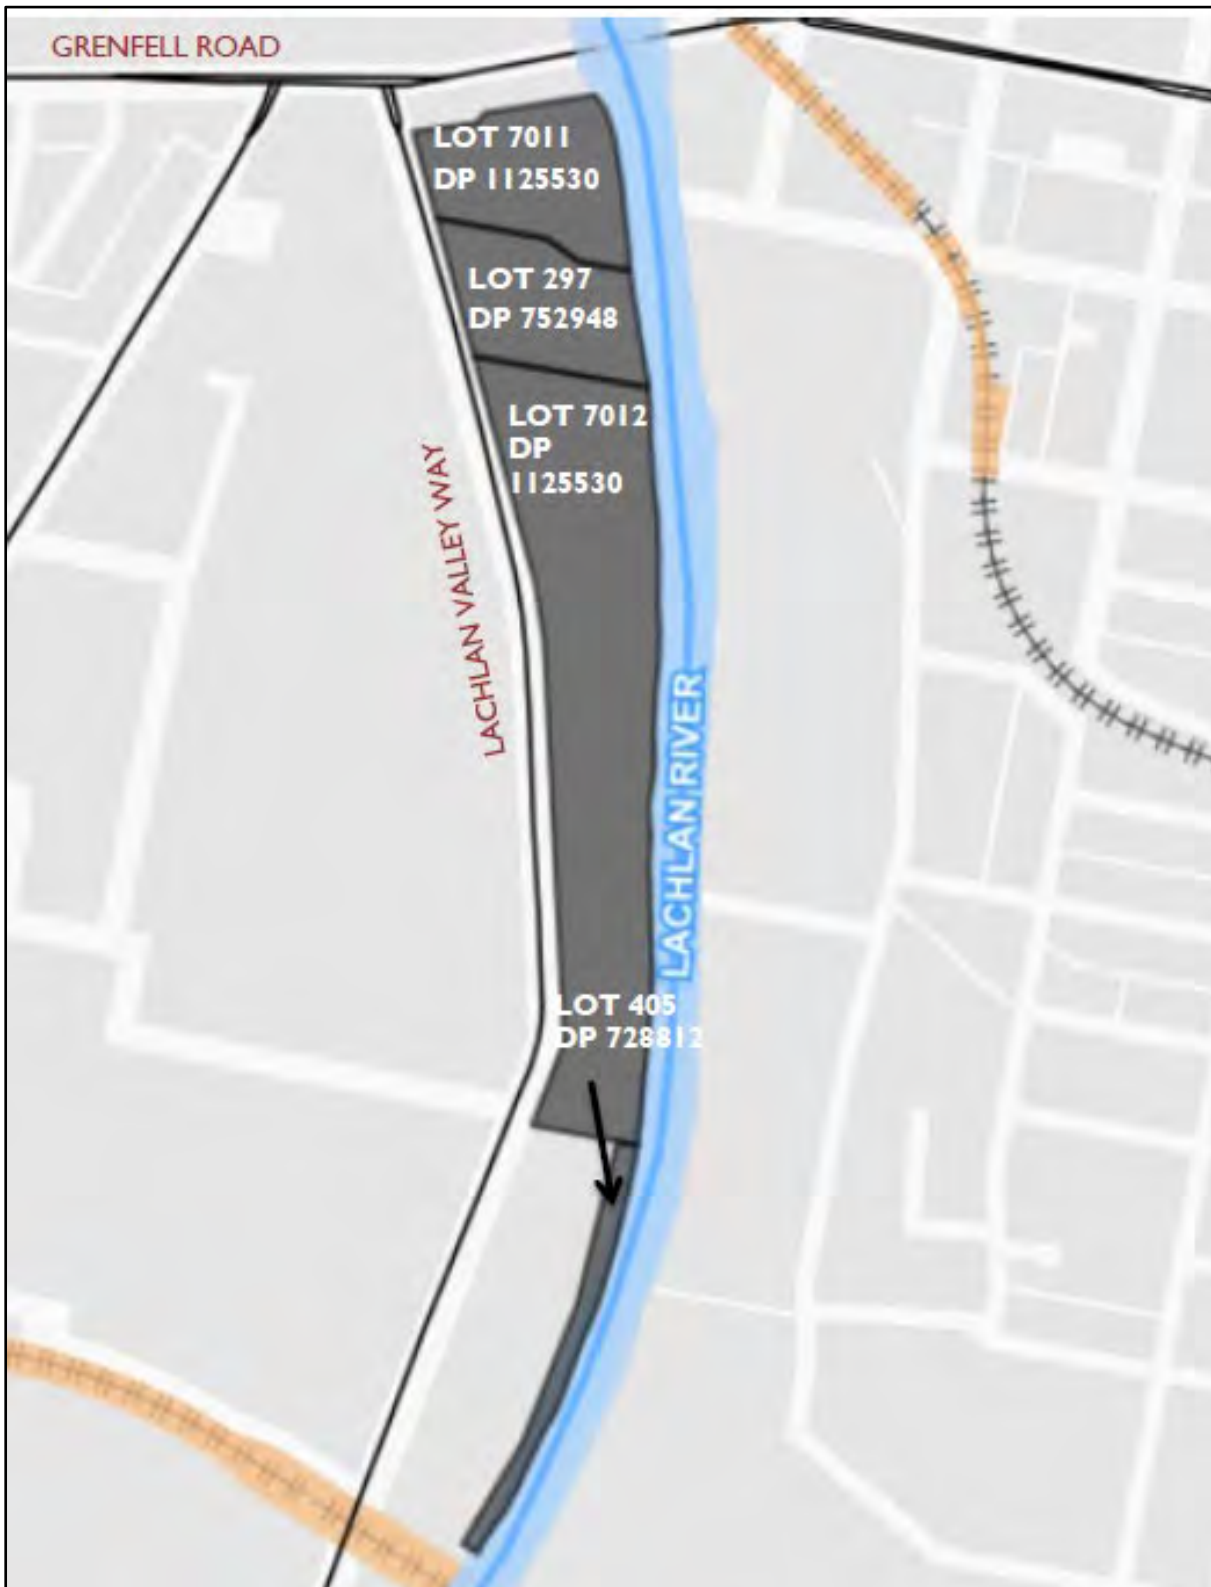 GRENFELL ROAD
LOT 7011
DP 1125530
LOT 297
DP 752948
LOT 7012
DP
1125530
LACHLAN VALLEY WAY
LACHLAN RIVER
LOT 405
DP 728812